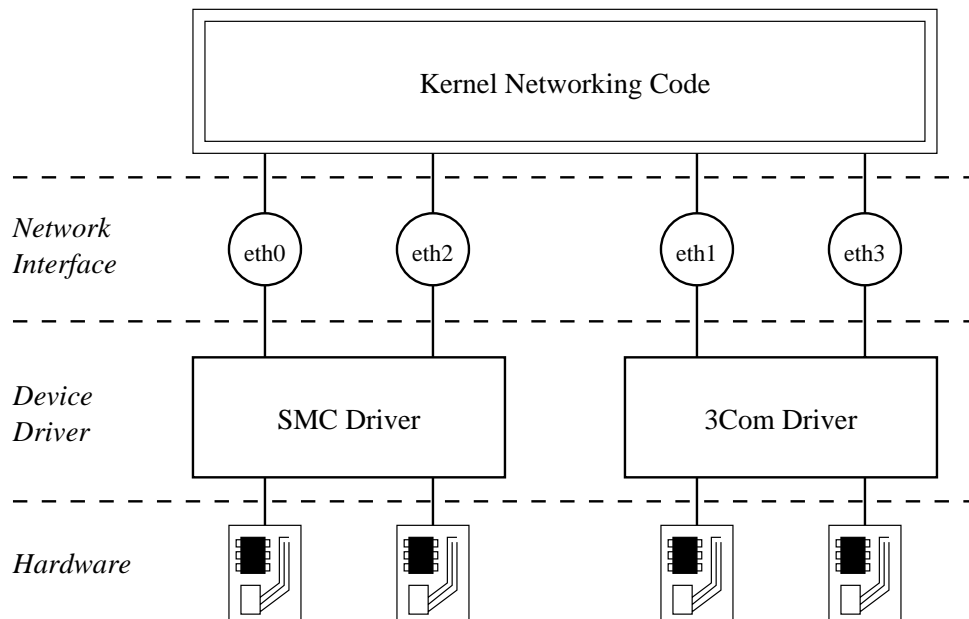 Kernel Networking Code
Network
Interface
eth0
eth2
eth1
eth3
Device
Driver
SMC Driver
3Com Driver
Hardware